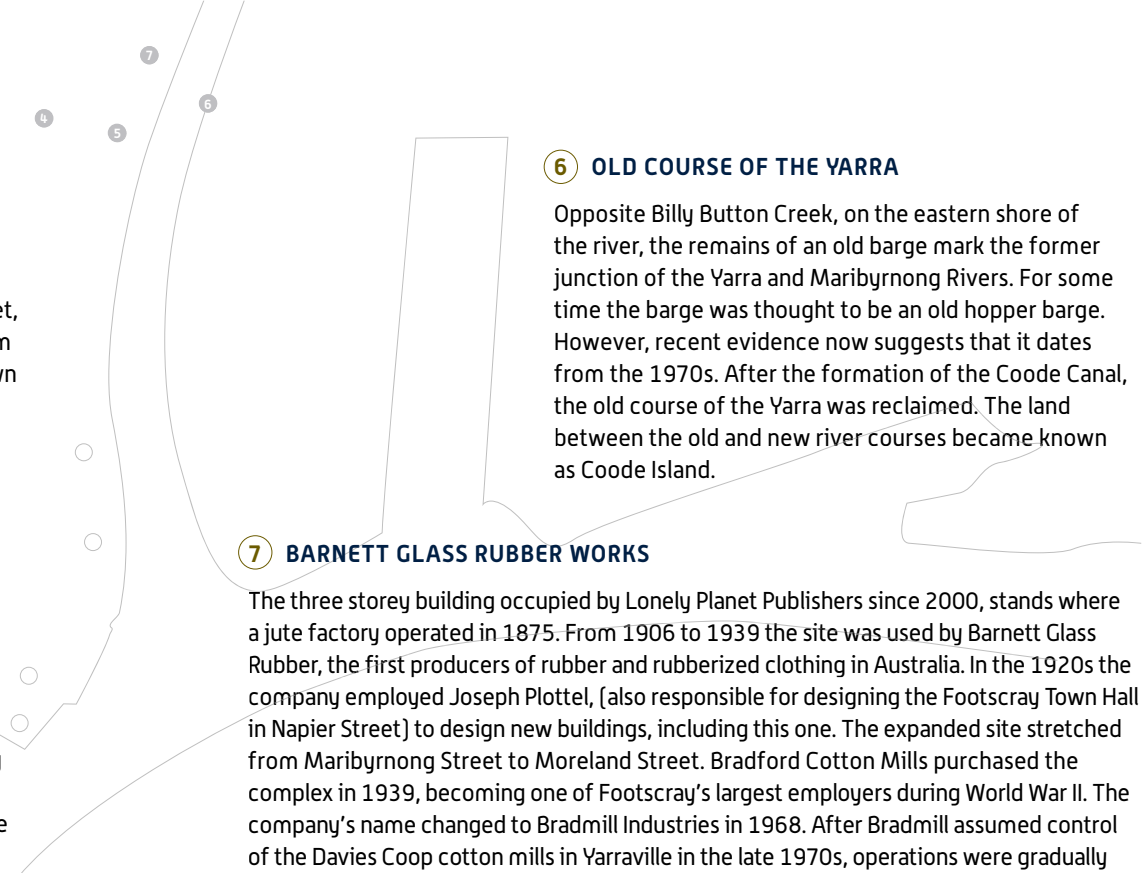 7
6
4
5
6 OLD COURSE OF THE YARRA
Opposite Billy Button Creek, on the eastern shore of
the river, the remains of an old barge mark the former
junction of the Yarra and Maribyrnong Rivers. For some
time the barge was thought to be an old hopper barge.
However, recent evidence now suggests that it dates
from the 1970s. After the formation of the Coode Canal,
the old course of the Yarra was reclaimed. The land
between the old and new river courses became known
as Coode Island.
7 BARNETT GLASS RUBBER WORKS
The three storey building occupied by Lonely Planet Publishers since 2000, stands where
a jute factory operated in 1875. From 1906 to 1939 the site was used by Barnett Glass
Rubber, the first producers of rubber and rubberized clothing in Australia. In the 1920s the
company employed Joseph Plottel, (also responsible for designing the Footscray Town Hall
in Napier Street) to design new buildings, including this one. The expanded site stretched
from Maribyrnong Street to Moreland Street. Bradford Cotton Mills purchased the
complex in 1939, becoming one of Footscray's largest employers during World War II. The
company's name changed to Bradmill Industries in 1968. After Bradmill assumed control
of the Davies Coop cotton mills in Yarraville in the late 1970s, operations were gradually